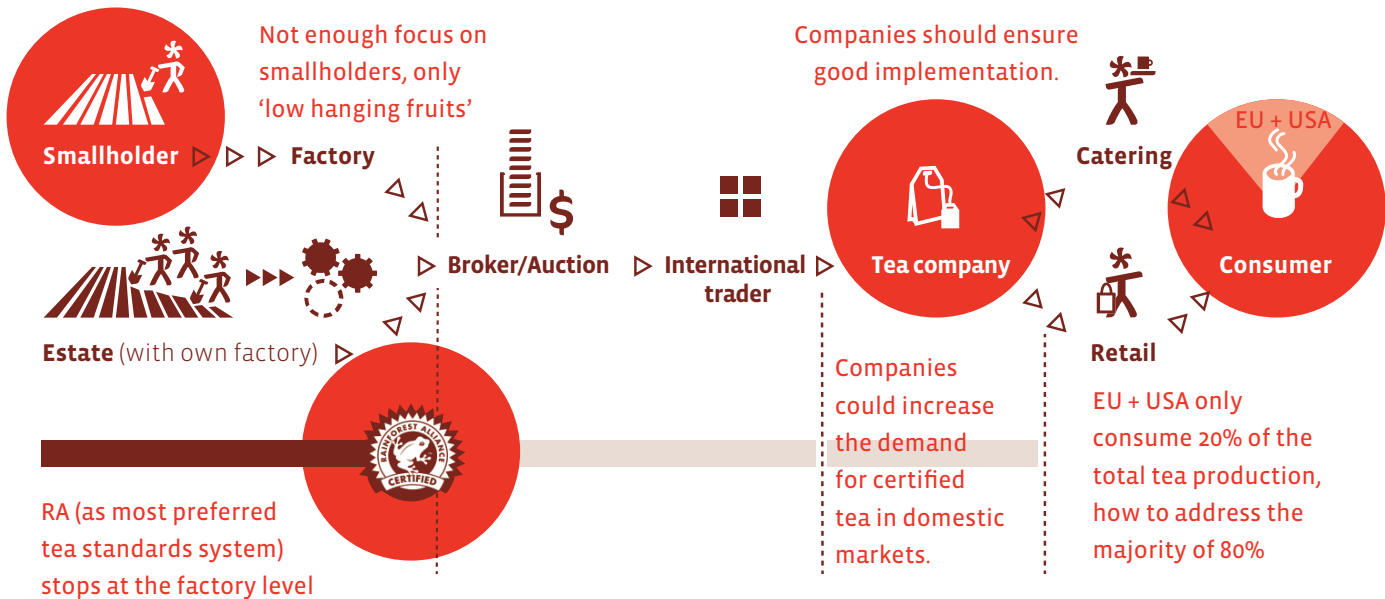 Not enough focus on
smallholders, only
‘low hanging fruits’
Companies should ensure
good implementation.
EU + USA
Smallholder
Factory
Catering
$
Broker/Auction
International
trader
Tea company
Consumer
Estate (with own factory)
Retail
RAINFOREST ALLIANCE
CERTIFIED
Companies
could increase
the demand
for certified
tea in domestic
markets.
EU + USA only
consume 20% of the
total tea production,
how to address the
majority of 80%
RA (as most preferred
tea standards system)
stops at the factory level